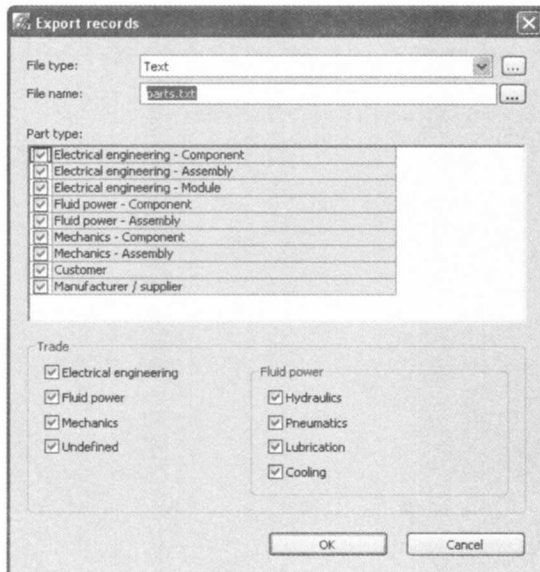 Export records
File type: Text ...
File name: parts.txt ...
Part type:
Electrical engineering - Component
Electrical engineering - Assembly
Electrical engineering - Module
Fluid power - Component
Fluid power - Assembly
Mechanics - Component
Mechanics - Assembly
Customer
Manufacturer / supplier
Trade
Electrical engineering
Fluid power
Mechanics
Undefined
Fluid power
Hydraulics
Pneumatics
Lubrication
Cooling
OK Cancel